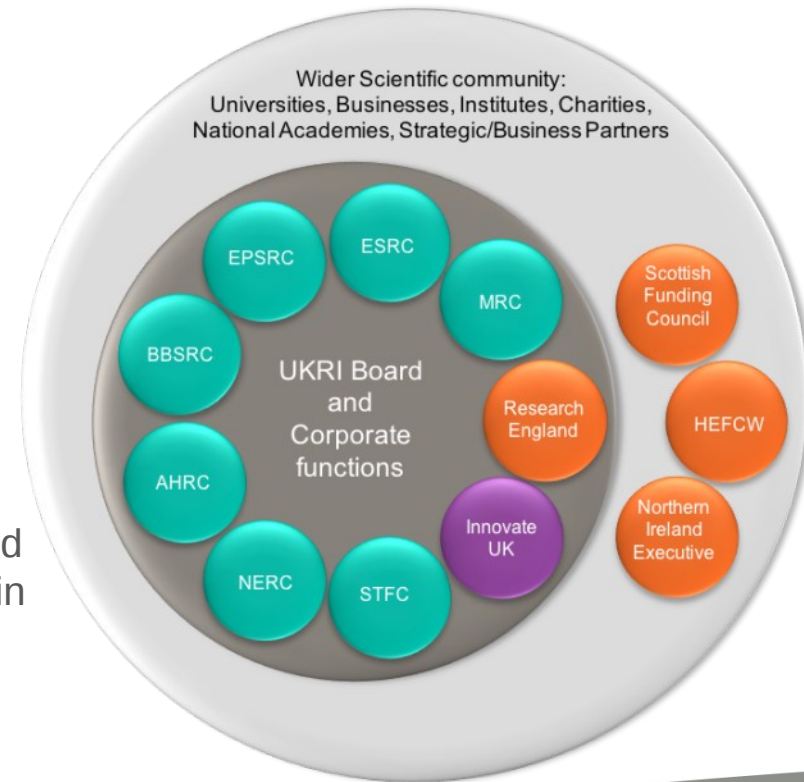 Wider Scientific community:
Universities, Businesses, Institutes, Charities,
National Academies, Strategic/Business Partners
EPSRC
ESRC
MRC
BBSRC
UKRI Board
and
Corporate
functions
Research
England
AHRC
Innovate
UK
NERC
STFC
Scottish
Funding
Council
HEFCW
Northern
Ireland
Executive
d
in